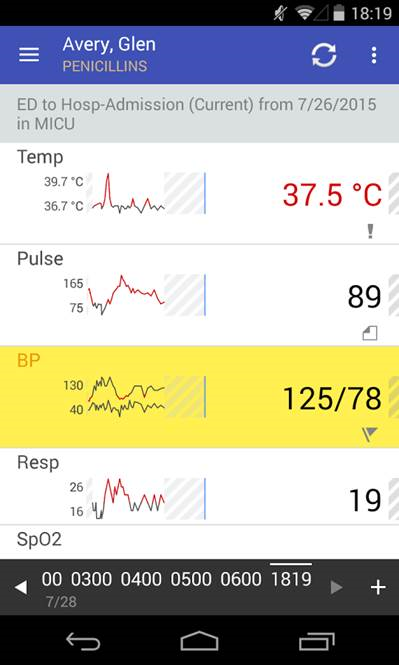 18:19
Avery, Glen
PENICILLINS
ED to Hosp-Admission (Current) from 7/26/2015
in MICU
Temp
39.7 °C
36.7 °C
37.5 °C
!
Pulse
165
75
89
BP
130
40
125/78
Resp
26
16
19
SpO2
00 0300 0400 0500 0600 1819 +
7/28